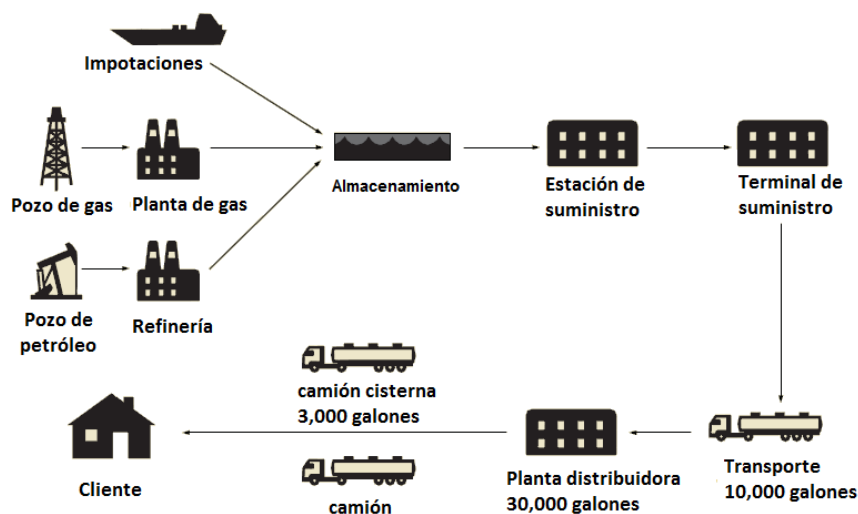 Impotaciones
Pozo de gas
Planta de gas
Almacenamiento
Estación de
suministro
Terminal de
suministro
Pozo de
petróleo
Refinería
camión cisterna
3,000 galones
Cliente
camión
Planta distribuidora
30,000 galones
Transporte
10,000 galones